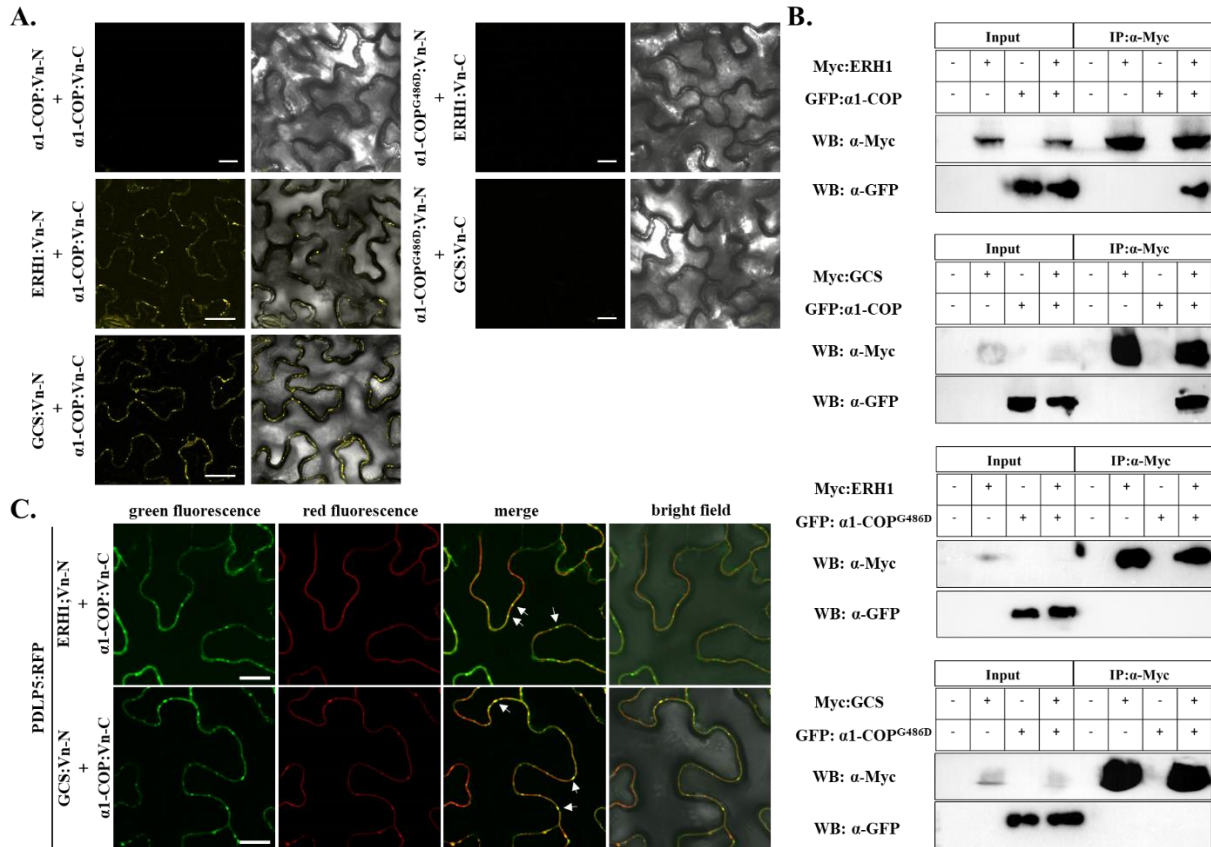 A.
α1-COP:Vn-N
+
α1-COP:Vn-C
α1-COPG486D:Vn-N
+
ERH1:Vn-C
ERH1:Vn-N
+
α1-COP:Vn-C
α1-COPG486D:Vn-N
+
GCS:Vn-C
GCS:Vn-N
+
α1-COP:Vn-C
B.
Input IP:α-Myc
Myc:ERH1 - + - + - + - +
GFP:α1-COP - - + + - - + +
WB: α-Myc
WB: α-GFP
Input IP:α-Myc
Myc:GCS - + - + - + - +
GFP:α1-COP - - + + - - + +
WB: α-Myc
WB: α-GFP
Input IP:α-Myc
Myc:ERH1 - + - + - + - +
GFP: α1-COPG486D - - + + - - + +
WB: α-Myc
WB: α-GFP
Input IP:α-Myc
Myc:GCS - + - + - + - +
GFP: α1-COPG486D - - + + - - + +
WB: α-Myc
WB: α-GFP
C.
green fluorescence red fluorescence merge bright field
PDLP5:RFP
ERH1:Vn-N
+
α1-COP:Vn-C
GCS:Vn-N
+
α1-COP:Vn-C